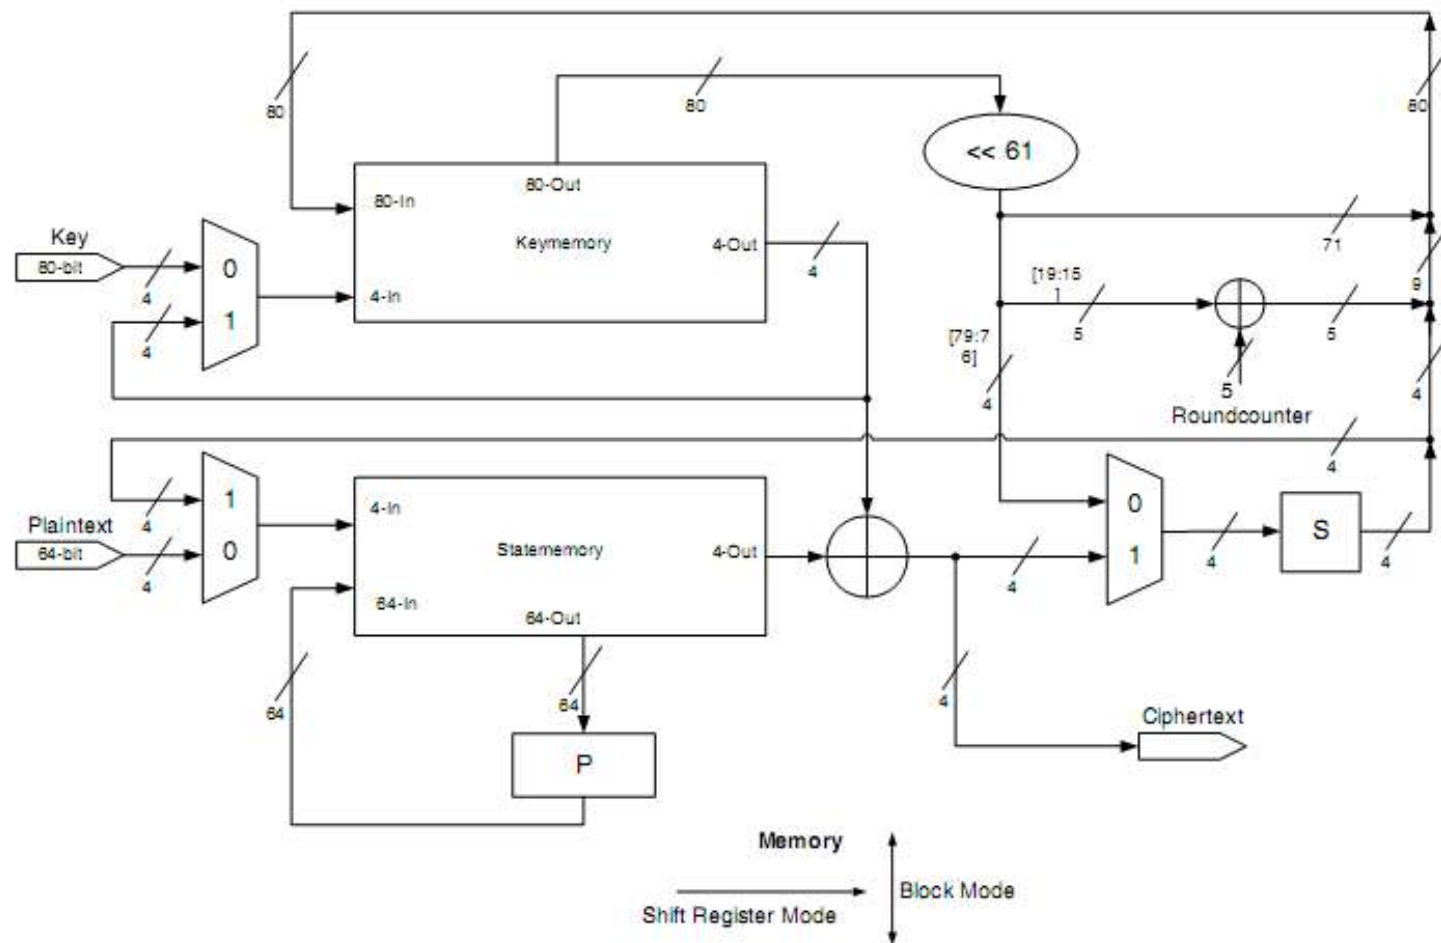 80
80
80
<< 61
80-Out
80-In
Keymemory
4-Out
4-In
Key
80-bit
4
0
1
4
4
71
[19:15
]
5
5
9
[79:7
6]
4
5
Roundcounter
4
4
4
1
0
Plaintext
64-bit
4
4-In
Statememory
4-Out
64-In
64-Out
64
64
P
4
0
1
4
S
4
4
Ciphertext
Memory
Block Mode
Shift Register Mode